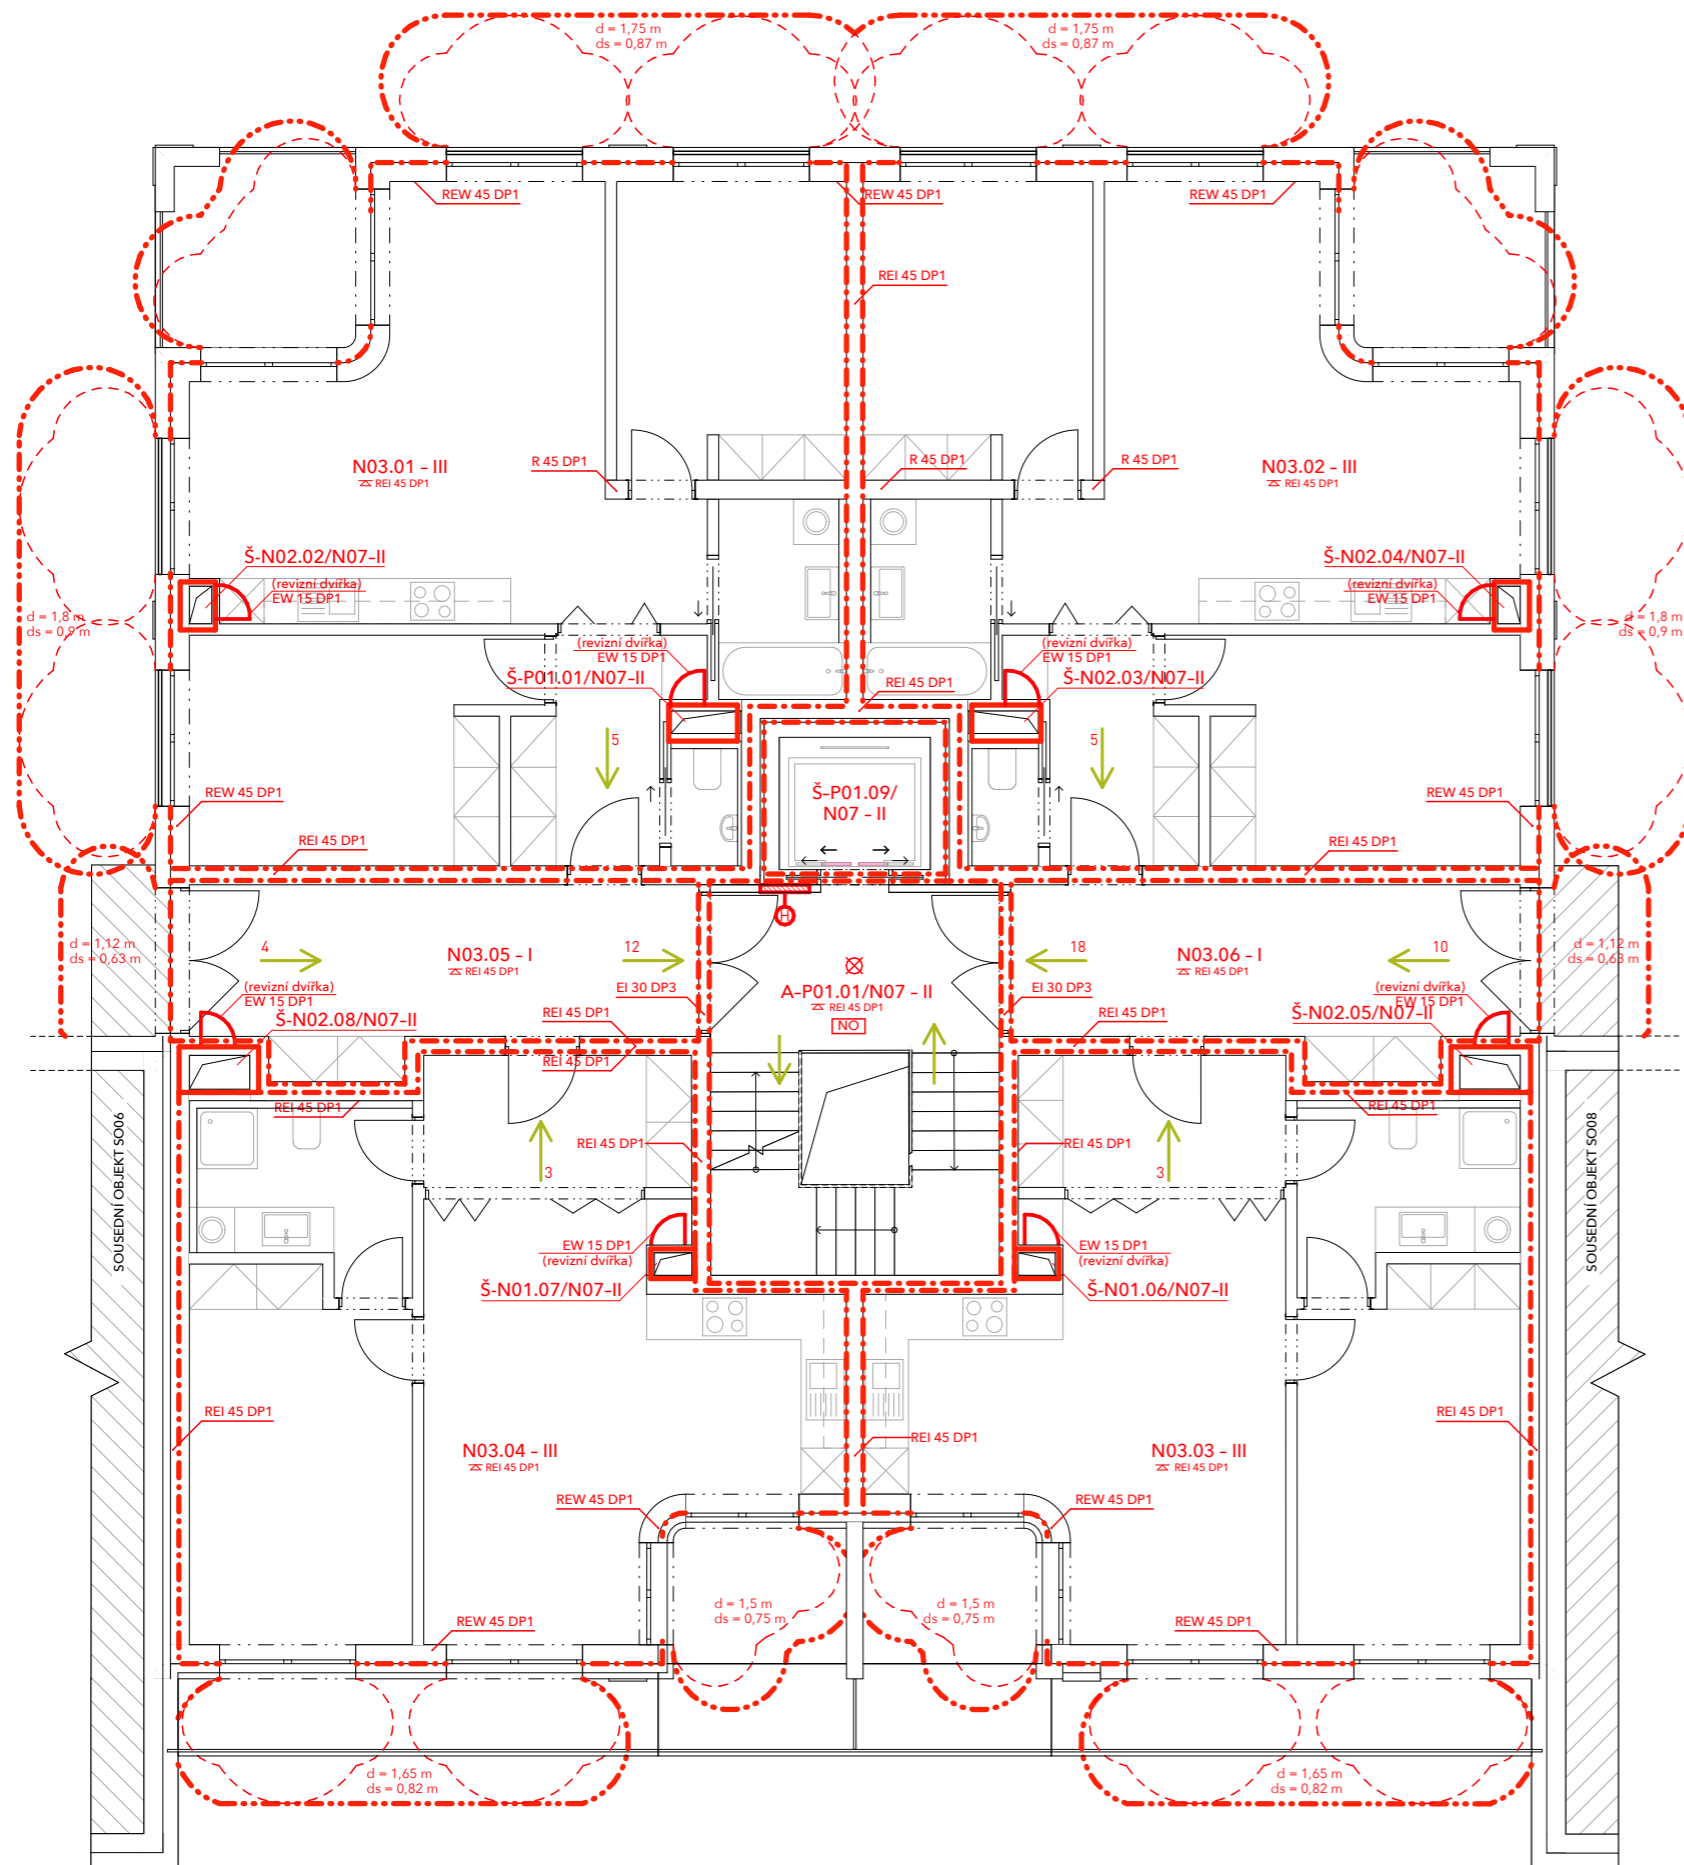 d = 1,75 m
ds = 0,87 m
d = 1,75 m
ds = 0,87 m
REW 45 DP1
REW 45 DP1
REW 45 DP1
REI 45 DP1
N03.01 - III
REI 45 DP1
R 45 DP1
R 45 DP1
R 45 DP1
N03.02 - III
REI 45 DP1
Š-N02.02/N07-II
(revizní dvířka)
EW 15 DP1
Š-N02.04/N07-II
(revizní dvířka)
EW 15 DP1
d = 1,8 m
ds = 0,9 m
d = 1,8 m
ds = 0,9 m
(revizní dvířka)
EW 15 DP1
Š-P01.01/N07-II
(revizní dvířka)
EW 15 DP1
Š-N02.03/N07-II
REI 45 DP1
5
5
Š-P01.09/
N07 - II
REW 45 DP1
REW 45 DP1
REI 45 DP1
REI 45 DP1
H
d = 1,12 m
ds = 0,63 m
4
N03.05 - I
REI 45 DP1
12
18
N03.06 - I
REI 45 DP1
10
d = 1,12 m
ds = 0,63 m
(revizní dvířka)
EW 15 DP1
Š-N02.08/N07-II
EI 30 DP3
A-P01.01/N07 - II
REI 45 DP1
NO
EI 30 DP3
(revizní dvířka)
EW 15 DP1
Š-N02.05/N07-II
REI 45 DP1
REI 45 DP1
REI 45 DP1
REI 45 DP1
REI 45 DP1
SOUSEDNÍ OBJEKT SO06
SOUSEDNÍ OBJEKT SO08
REI 45 DP1
REI 45 DP1
3
3
EW 15 DP1
(revizní dvířka)
Š-N01.07/N07-II
EW 15 DP1
(revizní dvířka)
Š-N01.06/N07-II
REI 45 DP1
REI 45 DP1
N03.04 - III
REI 45 DP1
REI 45 DP1
N03.03 - III
REI 45 DP1
REW 45 DP1
REW 45 DP1
d = 1,5 m
ds = 0,75 m
d = 1,5 m
ds = 0,75 m
REW 45 DP1
REW 45 DP1
d = 1,65 m
ds = 0,82 m
d = 1,65 m
ds = 0,82 m